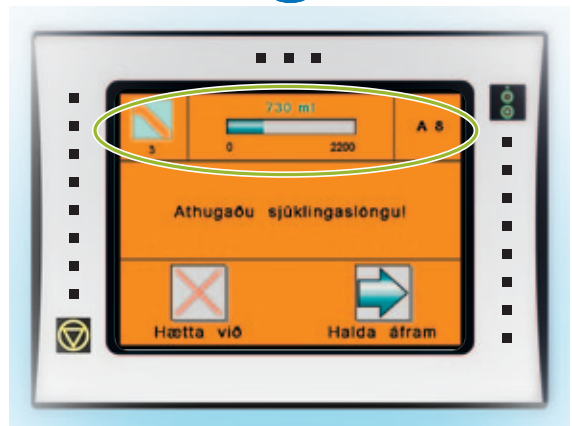 730 ml
A 8
3
0 2200
Athugaðu sjúklingaslöngu!
Hætta við
Halda áfram